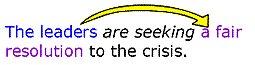 The leaders are seeking a fair
resolution to the crisis.